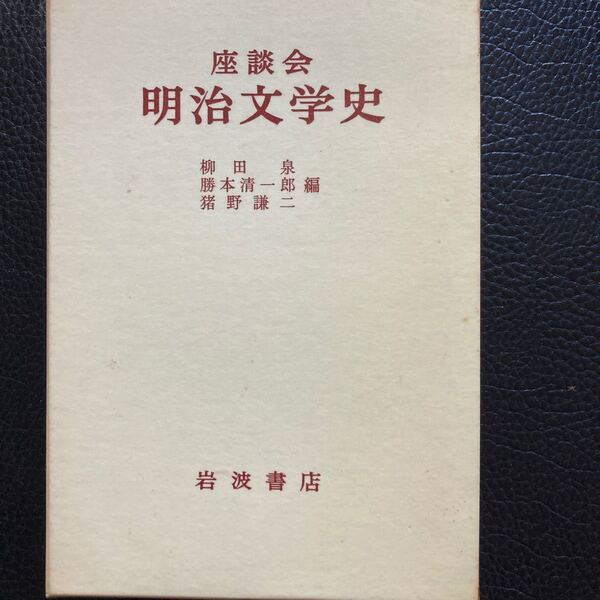 座談会
明治文学史
柳田泉
勝本清一郎編
猪野謙二
岩波書店